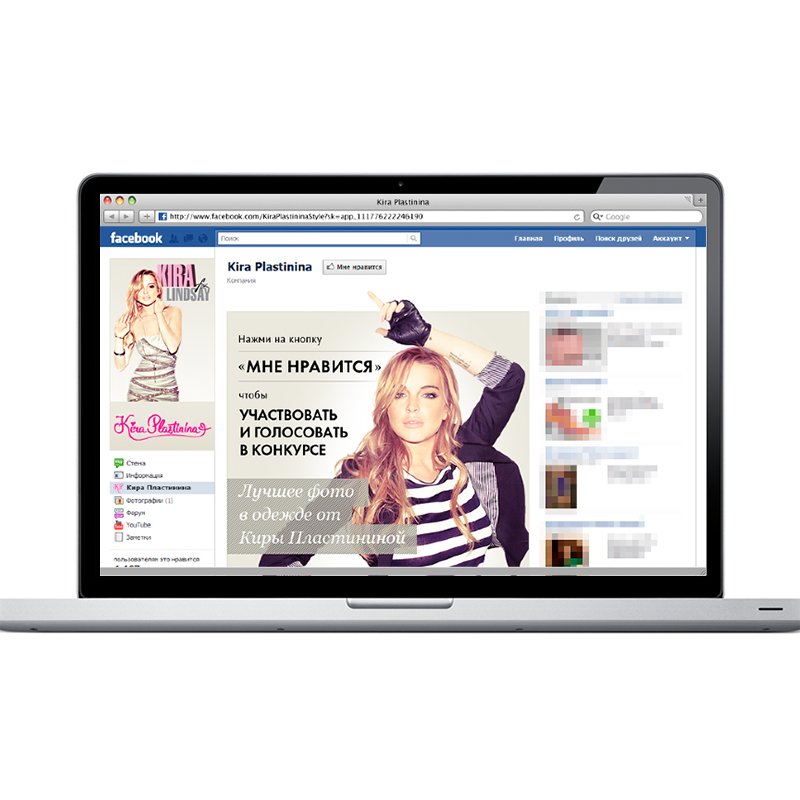 Kira Plastinina
http://www.facebook.com/KiraPlastininaStyle?sk=app_111776222246190
Google
facebook
Поиск
Главная
Профиль
Поиск друзей
Аккаунт
KIRA
fx
LINDSAY
Kira Plastinina
Стена
Информация
Кира Пластинина
Фотографии (1)
Форум
YouTube
Заметки
пользователям это нравится
Kira Plastinina
Мне нравится
Компания
Нажми на кнопку
«МНЕ НРАВИТСЯ»
чтобы
УЧАСТВОВАТЬ
И ГОЛОСОВАТЬ
В КОНКУРСЕ
Лучшее фото
в одежде от
Киры Пластининой